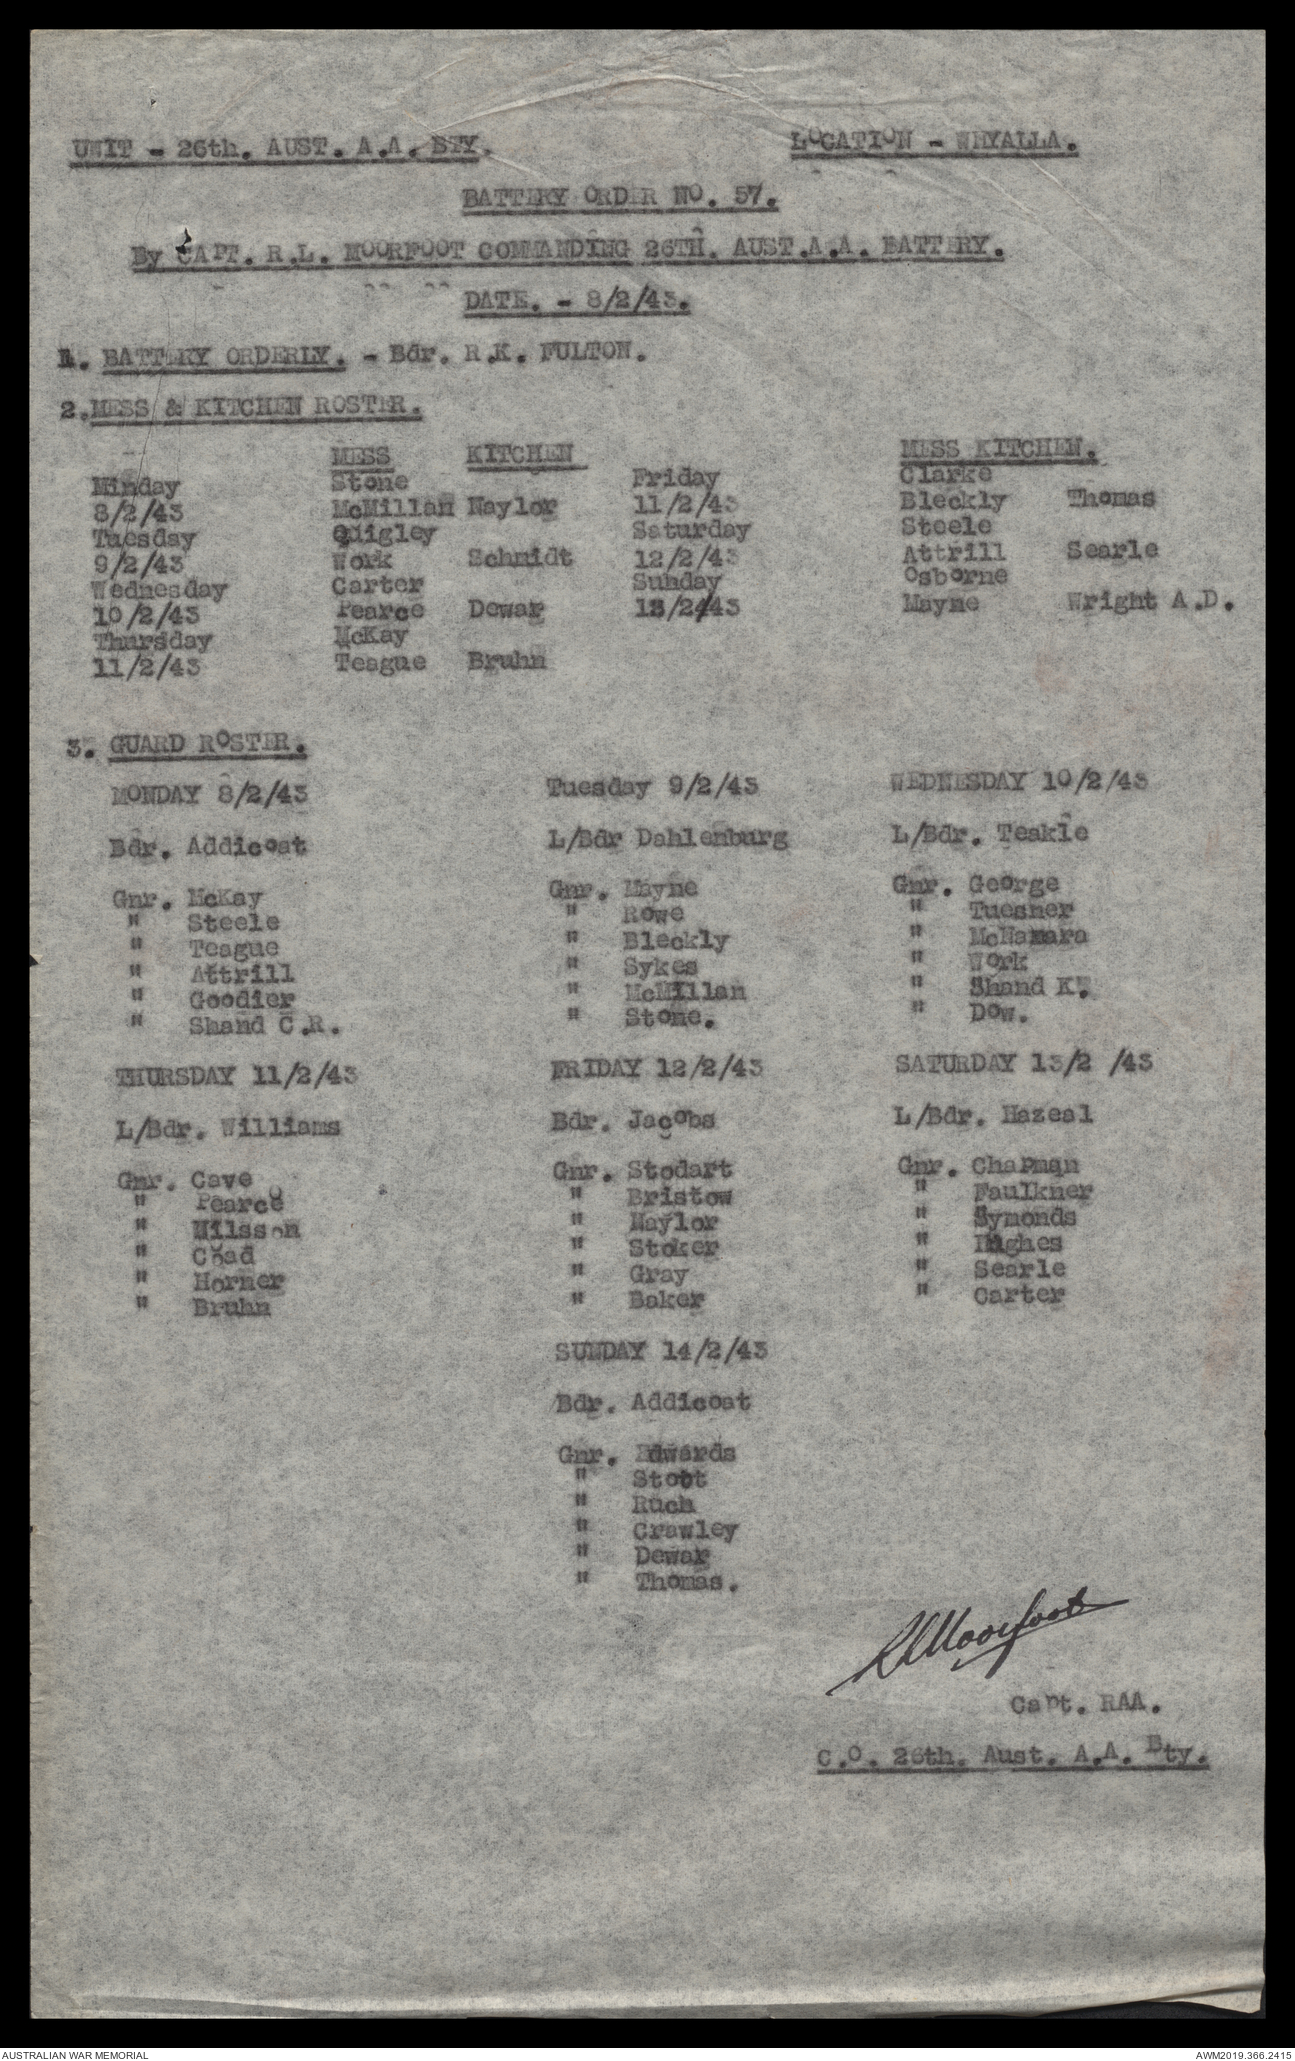 UNIT - 26th. AUST. A.A. BTY. LOCATION - WHYALLA.
BATTERY ORDER NO. 57.
By CAPT. R.L. MOORFOOT COMMANDING 26TH. AUST.A.A. BATTERY.
DATE. - 8/2/43.
1. BATTERY ORDERLY. - Bdr. R.K. FULTON.
2.MESS & KITCHEN ROSTER.
MESS KITCHEN MESS KITCHEN.
Minday Stone Friday Clarke
8/2/43 McMillan Naylor 11/2/43 Bleckly Thomas
Tuesday Quigley Saturday Steele
9/2/43 Work Schmidt 12/2/43 Attrill Searle
Wednesday Carter Sunday Osborne
10/2/43 Pearce Dewar 13/2/43 Mayne Wright A.D.
Thursday McKay
11/2/43 Teague Bruhn
3. GUARD ROSTER.
MONDAY 8/2/43 Tuesday 9/2/43 WEDNESDAY 10/2/43
Bdr. Addicoat L/Bdr Dahlenburg L/Bdr. Teakle
Gnr. McKay Gnr. Mayne Gnr. George
" Steele " Rowe " Tuesner
" Teague " Bleckly " McNamara
" Attrill " Sykes " Work
" Goodier " McMillan " Shand K.
" Shand C.R. " Stone. " Dow.
THURSDAY 11/2/43 FRIDAY 12/2/43 SATURDAY 13/2 /43
L/Bdr. Williams Bdr. Jacobs L/Bdr. Hazeal
Gnr. Cave Gnr. Stodart Gnr. Chapman
" Pearce " Bristow " Faulkner
" Nilsson " Naylor " Symonds
" Coad " Stoker " Hughes
" Horner " Gray " Searle
" Bruhn " Baker " Carter
SUNDAY 14/2/43
Bdr. Addicoat
Gnr. Edwards
" Stott
" Ruch
" Crawley
" Dewar
" Thomas.
RLMoorfoot
Capt. RAA.
C.O. 26th. Aust. A.A. Bty.
AUSTRALIAN WAR MEMORIAL AWM2019.366.2415